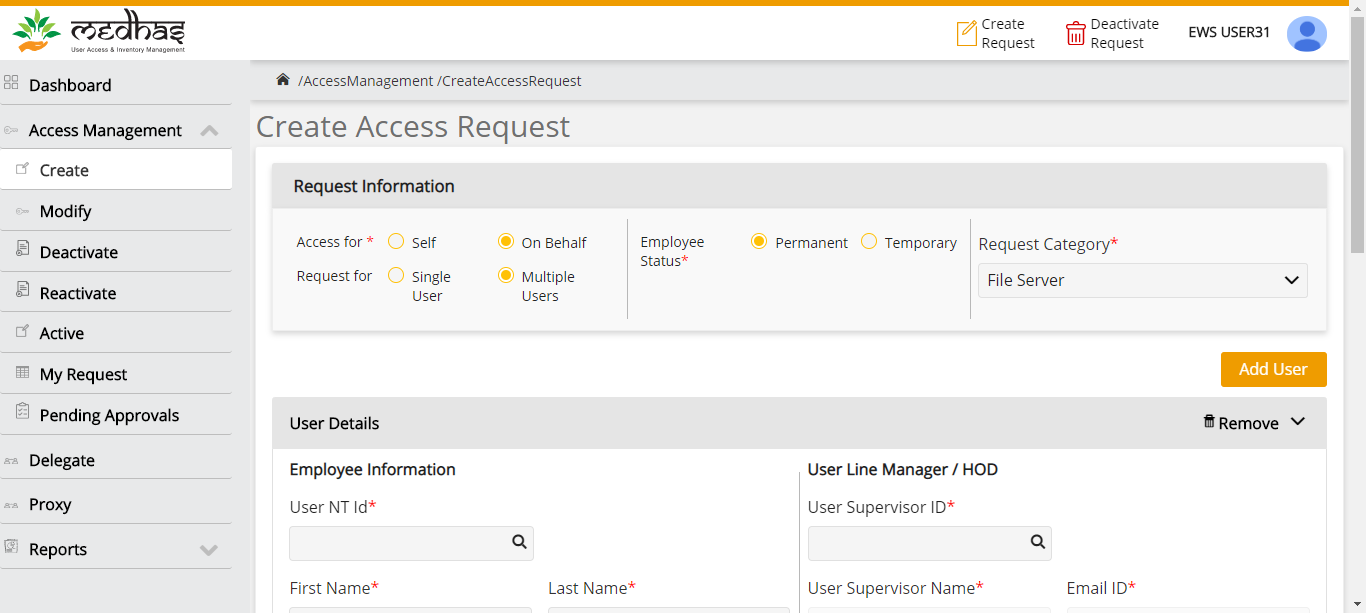 medhas
User Access & Inventory Management
Create
Request
Deactivate
Request
EWS USER31
Dashboard
Access Management
Create
Modify
Deactivate
Reactivate
Active
My Request
Pending Approvals
Delegate
Proxy
Reports
/AccessManagement /CreateAccessRequest
Create Access Request
Request Information
Access for * Self On Behalf
Request for Single User Multiple Users
Employee Status* Permanent Temporary
Request Category*
File Server
Add User
User Details Remove
Employee Information
User NT Id*
First Name* Last Name*
User Line Manager / HOD
User Supervisor ID*
User Supervisor Name* Email ID*